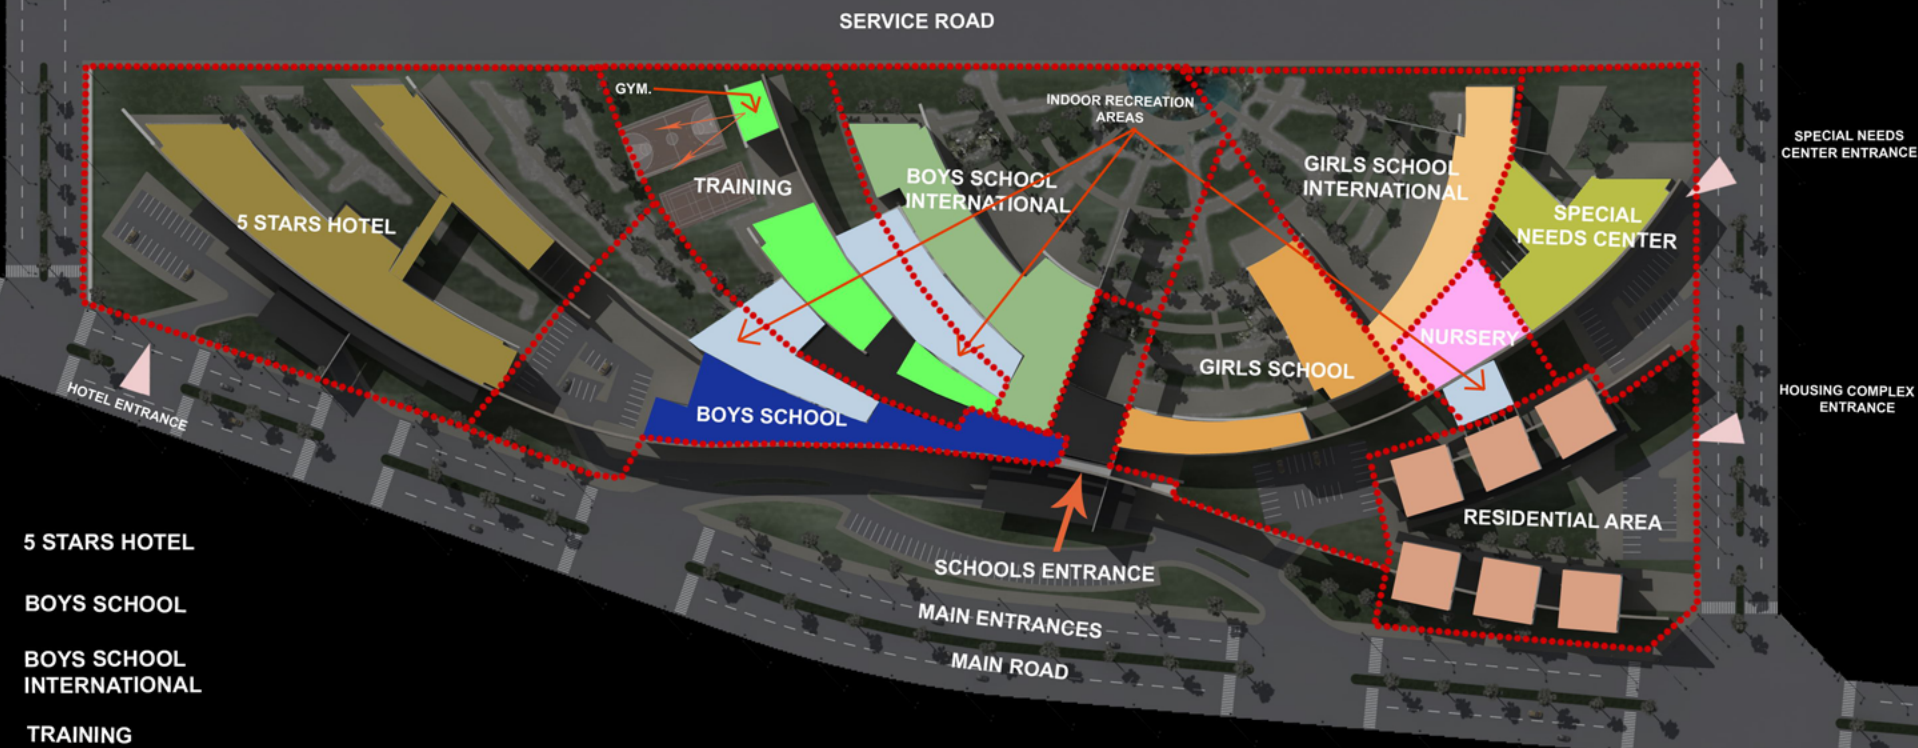 SERVICE ROAD
GYM.
INDOOR RECREATION
AREAS
SPECIAL NEEDS
CENTER ENTRANCE
TRAINING
BOYS SCHOOL
INTERNATIONAL
GIRLS SCHOOL
INTERNATIONAL
5 STARS HOTEL
SPECIAL
NEEDS CENTER
NURSERY
GIRLS SCHOOL
HOTEL ENTRANCE
BOYS SCHOOL
HOUSING COMPLEX
ENTRANCE
RESIDENTIAL AREA
SCHOOLS ENTRANCE
MAIN ENTRANCES
MAIN ROAD
5 STARS HOTEL
BOYS SCHOOL
BOYS SCHOOL
INTERNATIONAL
TRAINING